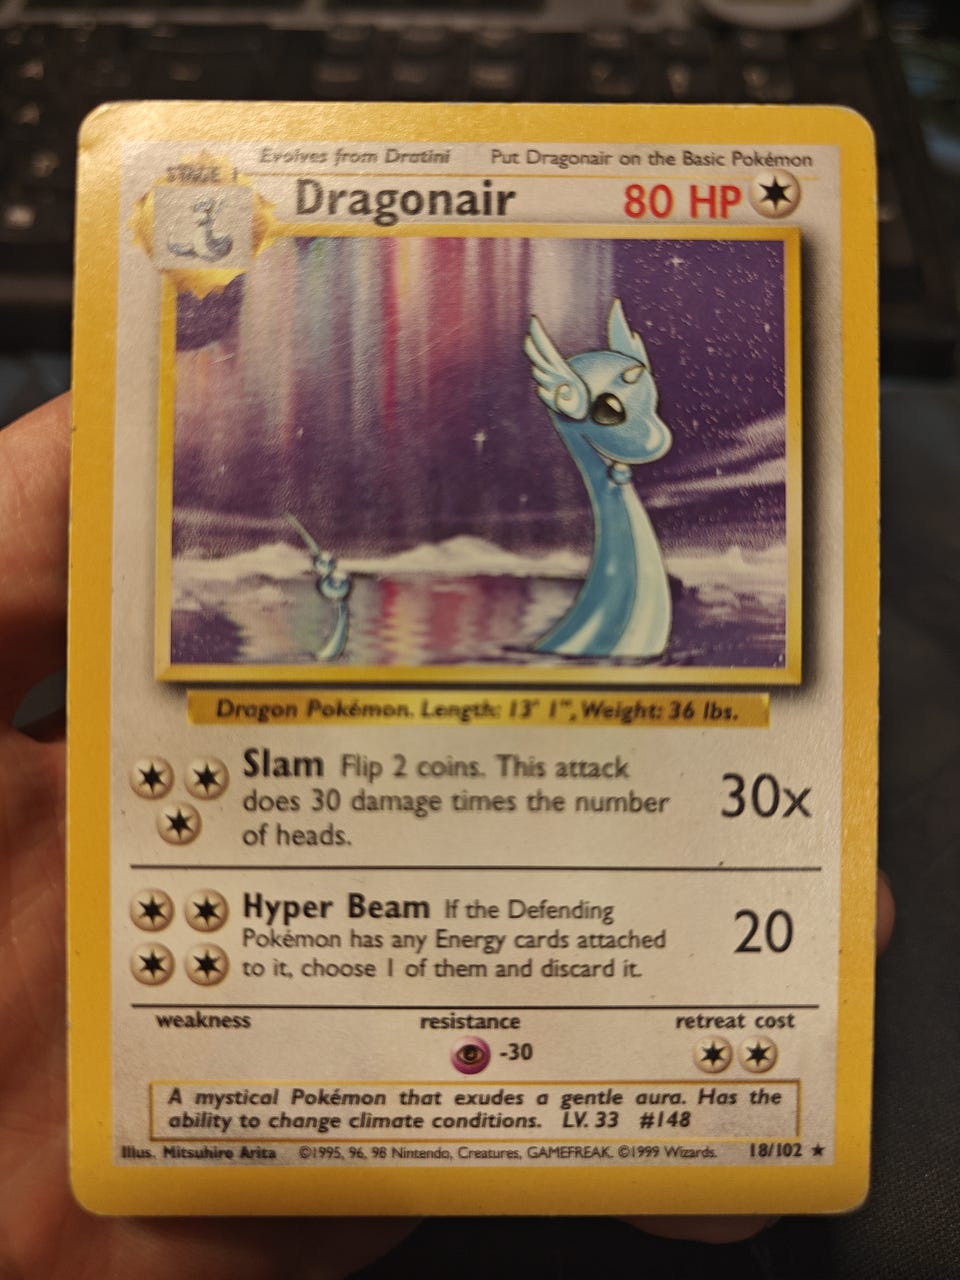 Evolves from Dratini Put Dragonair on the Basic Pokémon
STAGE 1
Dragonair 80 HP
Dragon Pokémon. Length: 13' 1", Weight: 36 lbs.
Slam Flip 2 coins. This attack
does 30 damage times the number
of heads.
30x
Hyper Beam If the Defending
Pokémon has any Energy cards attached
to it, choose 1 of them and discard it.
20
weakness resistance retreat cost
-30
A mystical Pokémon that exudes a gentle aura. Has the
ability to change climate conditions. LV. 33 #148
Illus. Mitsuhiro Arita ©1995, 96, 98 Nintendo, Creatures, GAMEFREAK. ©1999 Wizards. 18/102 ★